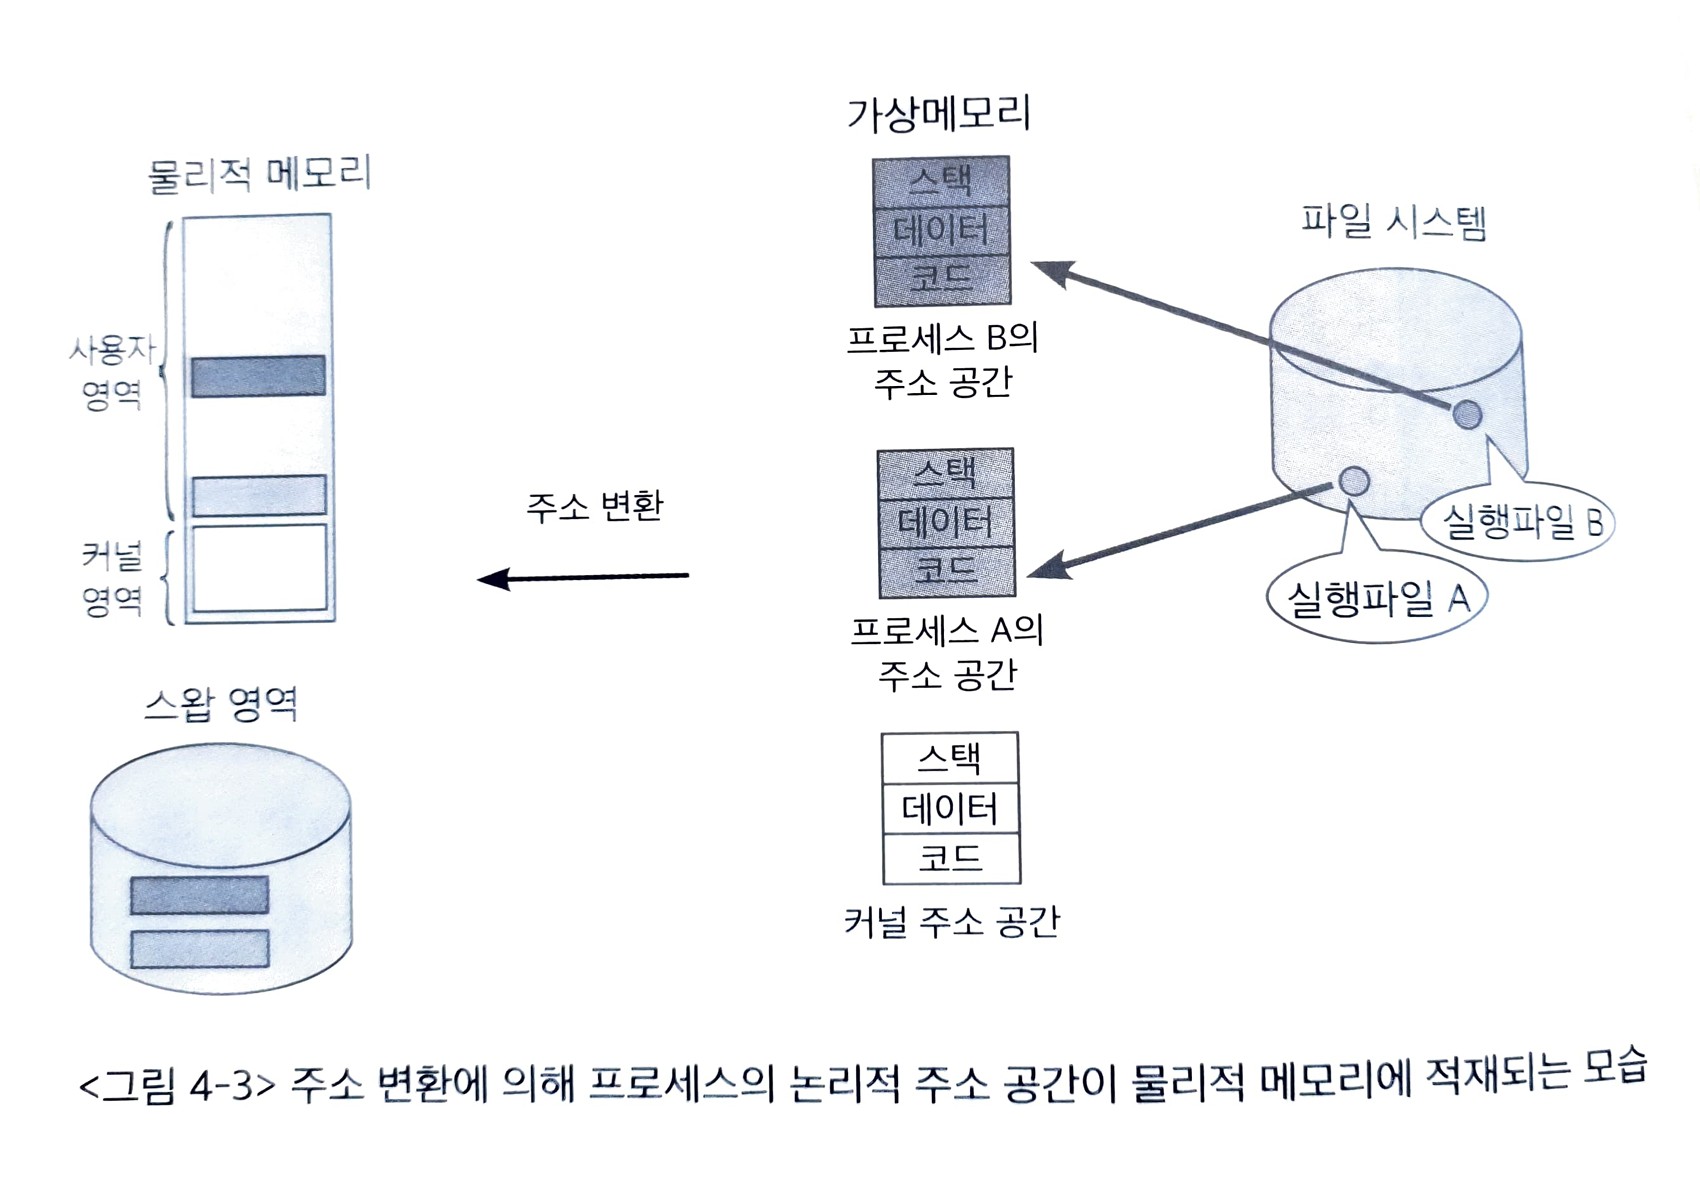 가상메모리
물리적 메모리
스택
데이터
코드
파일 시스템
사용자
영역
프로세스 B의
주소 공간
스택
데이터
코드
주소 변환
실행파일 B
커널
영역
실행파일 A
프로세스 A의
주소 공간
스왑 영역
스택
데이터
코드
커널 주소 공간
<그림 4-3> 주소 변환에 의해 프로세스의 논리적 주소 공간이 물리적 메모리에 적재되는 모습